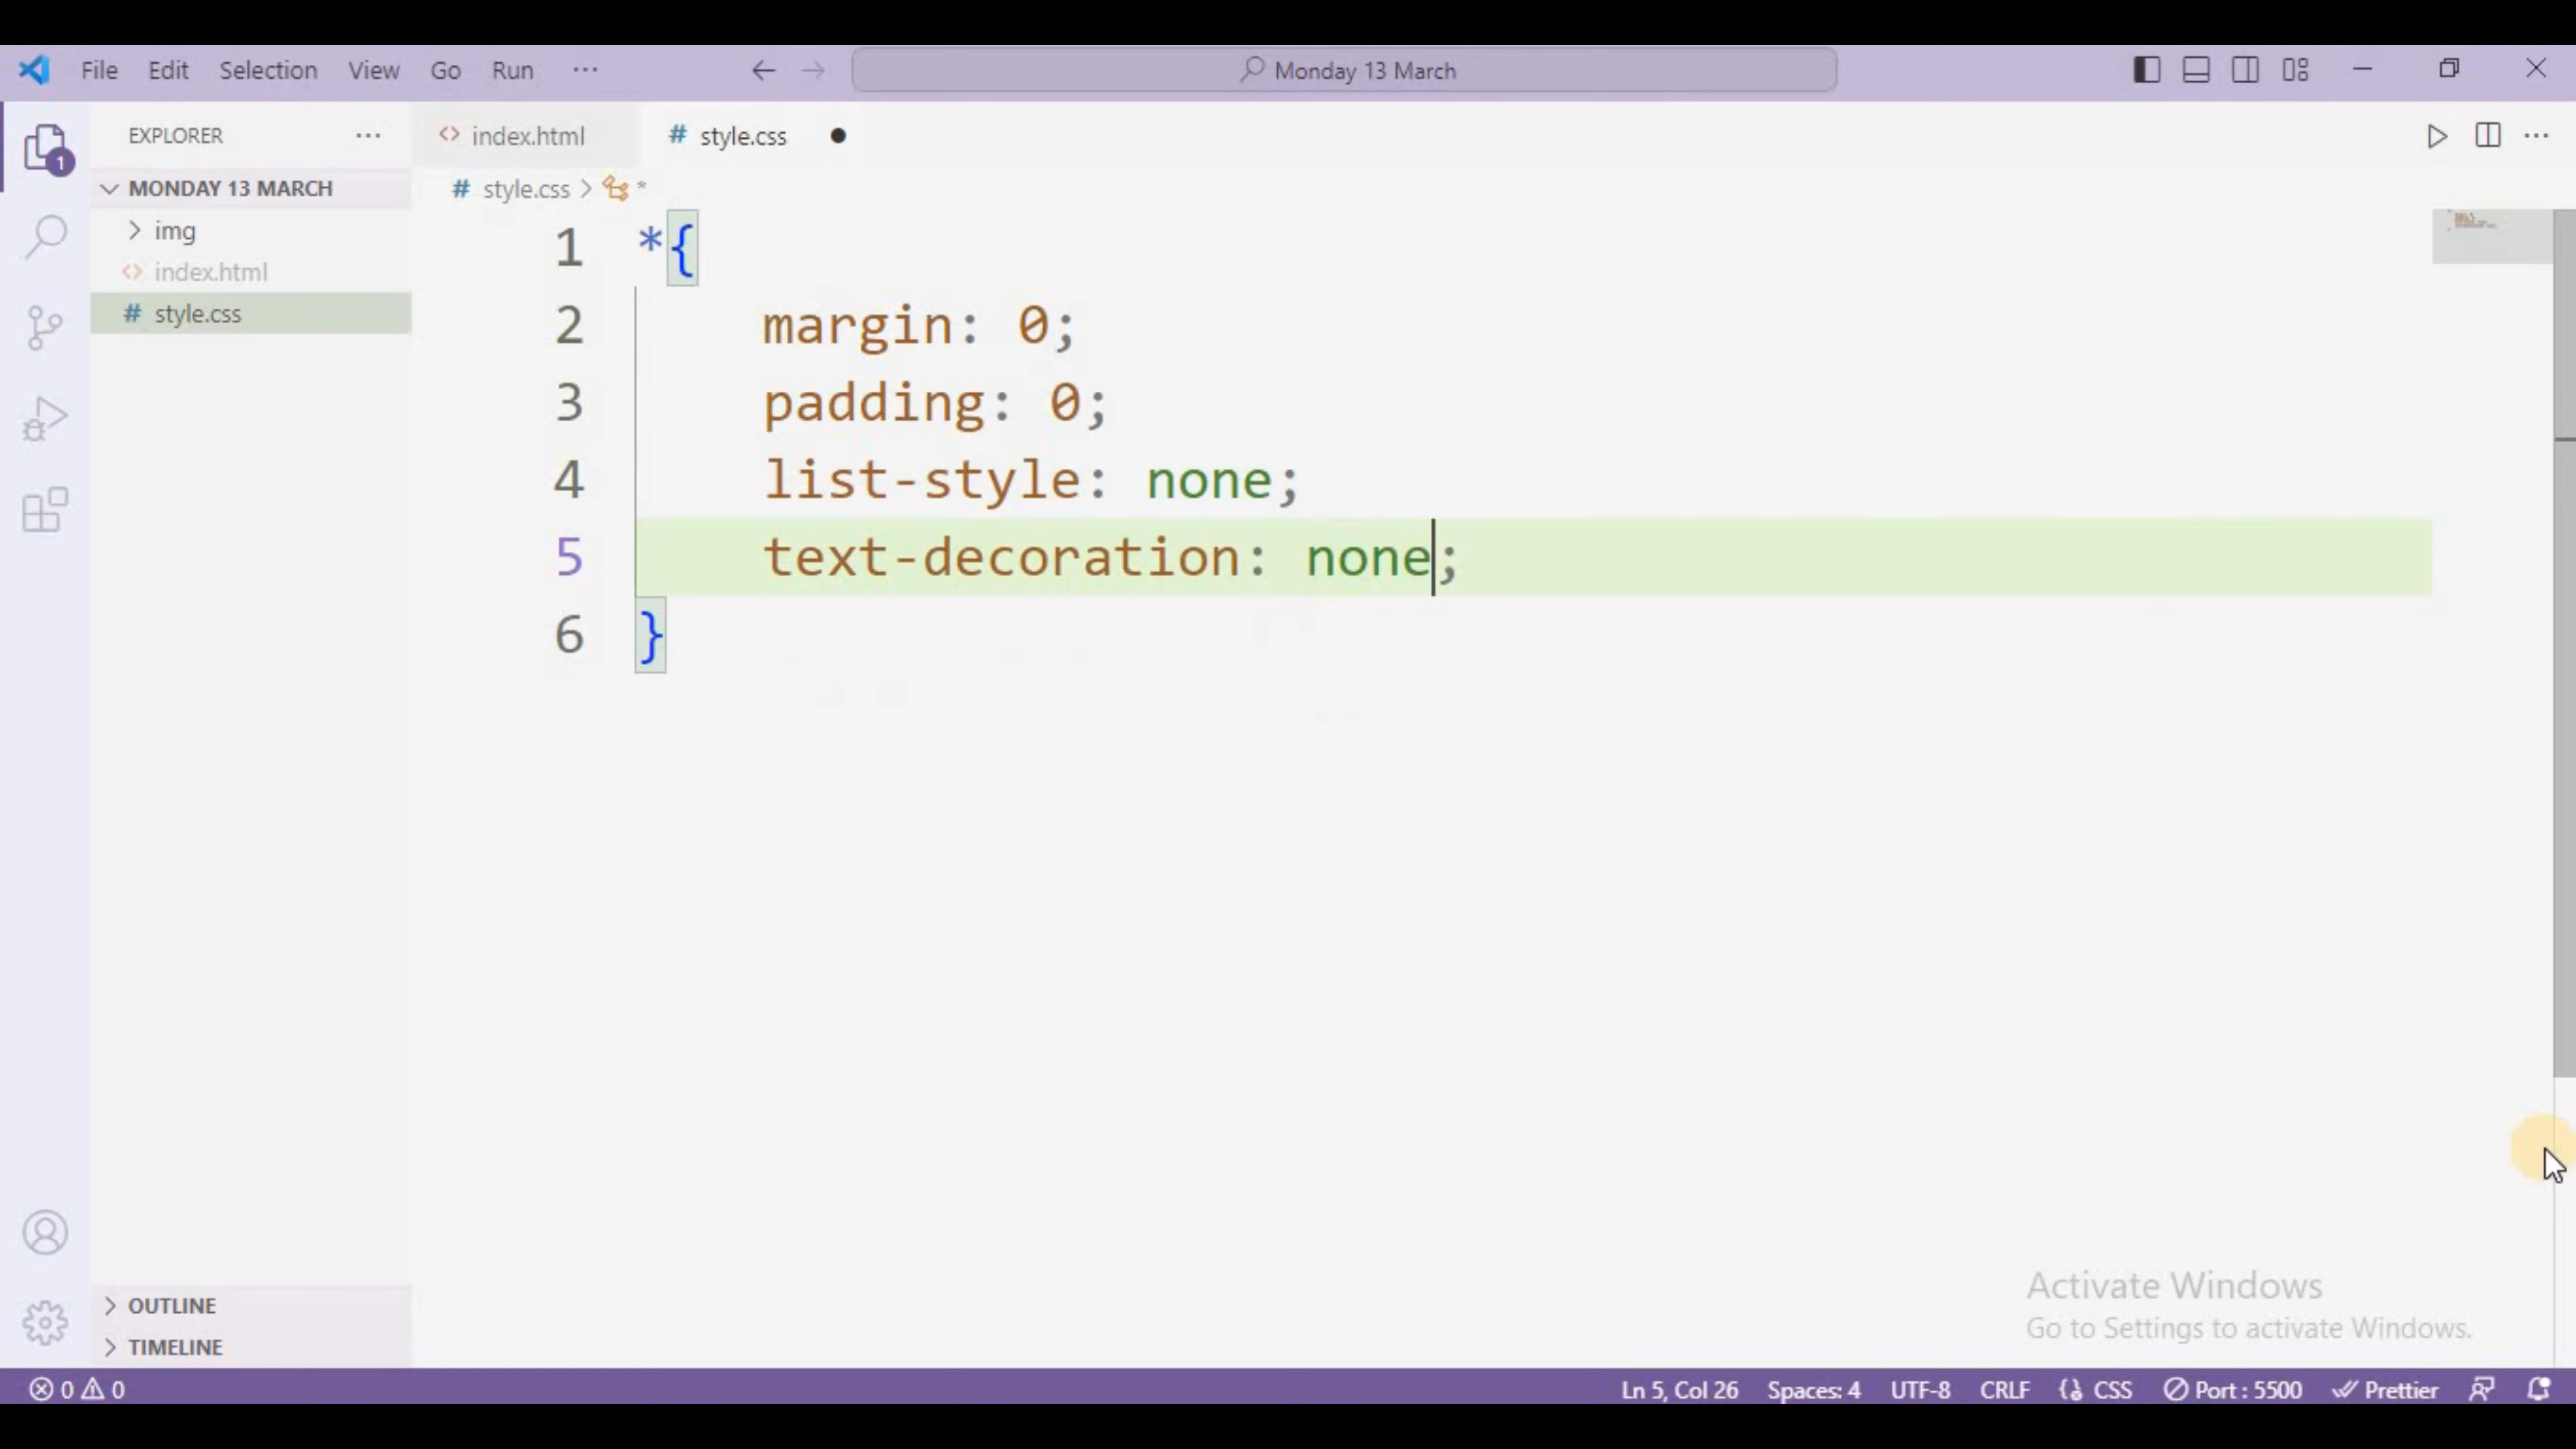 File Edit Selection View Go Run ··· Monday 13 March
EXPLORER ···
index.html
style.css
MONDAY 13 MARCH
style.css > *
img
index.html
style.css
1 *{
2 margin: 0;
3 padding: 0;
4 list-style: none;
5 text-decoration: none;
6 }
1
OUTLINE
TIMELINE
Activate Windows
Go to Settings to activate Windows.
0 0 Ln 5, Col 26 Spaces: 4 UTF-8 CRLF CSS Port : 5500 Prettier